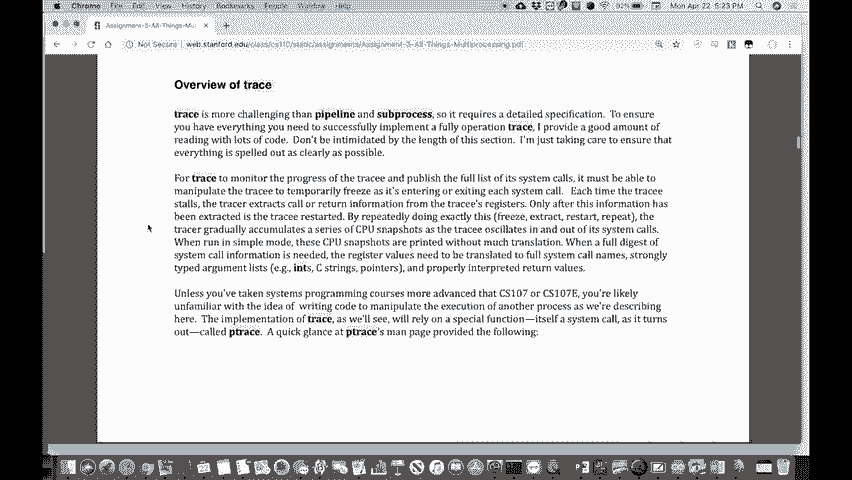 Chrome File Edit View History Bookmarks People Window Help
92% Mon Apr 22 5:23 PM
Assignment-3-All-Things-Mu
Not Secure web.stanford.edu/class/cs110/static/assignments/Assignment-3-All-Things-Multiprocessing.pdf
Overview of trace
trace is more challenging than pipeline and subprocess, so it requires a detailed specification. To ensure
you have everything you need to successfully implement a fully operation trace, I provide a good amount of
reading with lots of code. Don't be intimidated by the length of this section. I'm just taking care to ensure that
everything is spelled out as clearly as possible.
For trace to monitor the progress of the tracee and publish the full list of its system calls, it must be able to
manipulate the tracee to temporarily freeze as it's entering or exiting each system call. Each time the tracee
stalls, the tracer extracts call or return information from the tracee's registers. Only after this information has
been extracted is the tracee restarted. By repeatedly doing exactly this (freeze, extract, restart, repeat), the
tracer gradually accumulates a series of CPU snapshots as the tracee oscillates in and out of its system calls.
When run in simple mode, these CPU snapshots are printed without much translation. When a full digest of
system call information is needed, the register values need to be translated to full system call names, strongly
typed argument lists (e.g., ints, C strings, pointers), and properly interpreted return values.
Unless you've taken systems programming courses more advanced that CS107 or CS107E, you're likely
unfamiliar with the idea of writing code to manipulate the execution of another process as we're describing
here. The implementation of trace, as we'll see, will rely on a special function—itself a system call, as it turns
out—called ptrace. A quick glance at ptrace's man page provided the following: